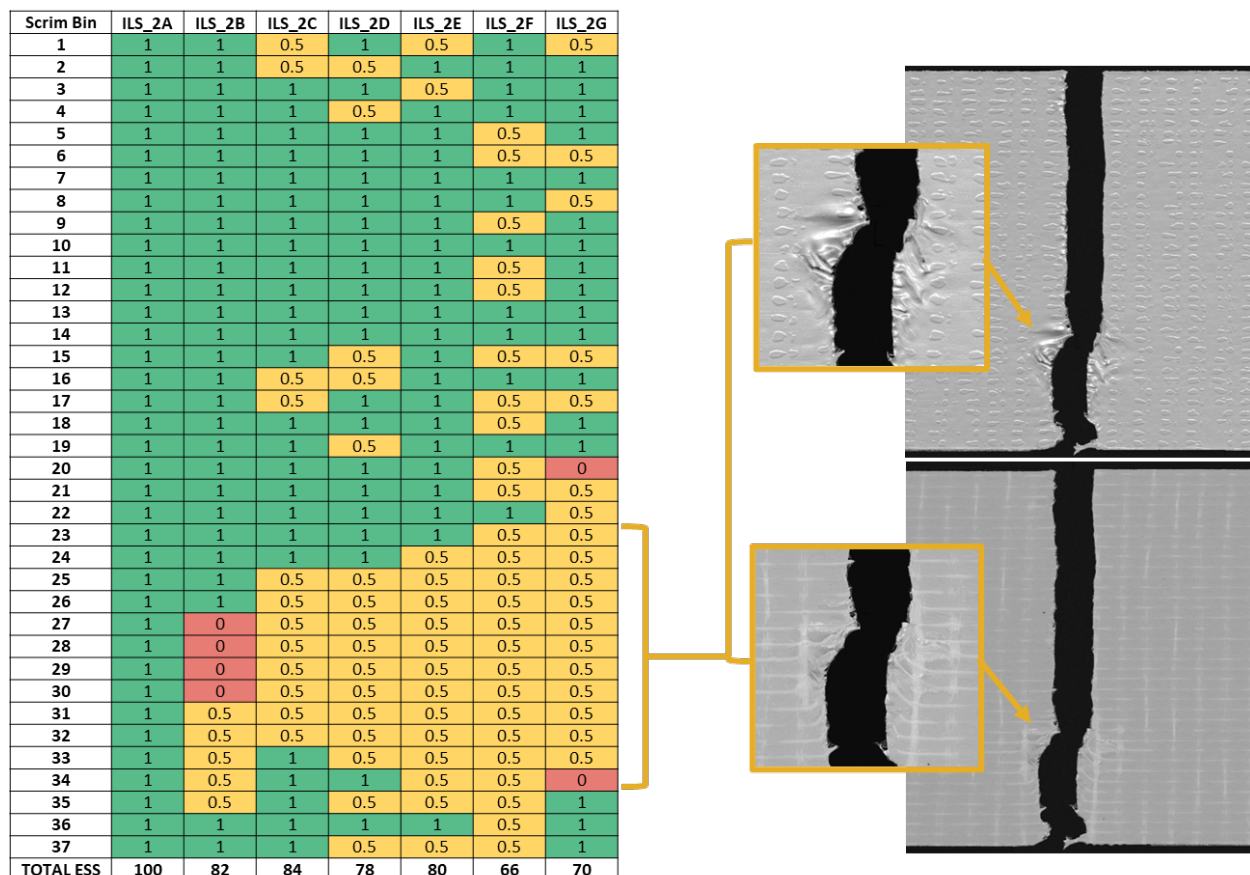 Scrim Bin ILS_2A ILS_2B ILS_2C ILS_2D ILS_2E ILS_2F ILS_2G
1 1 1 0.5 1 0.5 1 0.5
2 1 1 0.5 0.5 1 1 1
3 1 1 1 1 0.5 1 1
4 1 1 1 0.5 1 1 1
5 1 1 1 1 1 0.5 1
6 1 1 1 1 1 0.5 0.5
7 1 1 1 1 1 1 1
8 1 1 1 1 1 1 0.5
9 1 1 1 1 1 0.5 1
10 1 1 1 1 1 1 1
11 1 1 1 1 1 0.5 1
12 1 1 1 1 1 0.5 1
13 1 1 1 1 1 1 1
14 1 1 1 1 1 1 1
15 1 1 1 0.5 1 0.5 0.5
16 1 1 0.5 0.5 1 1 1
17 1 1 0.5 1 1 0.5 0.5
18 1 1 1 1 1 0.5 1
19 1 1 1 0.5 1 1 1
20 1 1 1 1 1 0.5 0
21 1 1 1 1 1 0.5 0.5
22 1 1 1 1 1 1 0.5
23 1 1 1 1 1 0.5 0.5
24 1 1 1 1 0.5 0.5 0.5
25 1 1 0.5 0.5 0.5 0.5 0.5
26 1 1 0.5 0.5 0.5 0.5 0.5
27 1 0 0.5 0.5 0.5 0.5 0.5
28 1 0 0.5 0.5 0.5 0.5 0.5
29 1 0 0.5 0.5 0.5 0.5 0.5
30 1 0 0.5 0.5 0.5 0.5 0.5
31 1 0.5 0.5 0.5 0.5 0.5 0.5
32 1 0.5 0.5 0.5 0.5 0.5 0.5
33 1 0.5 1 0.5 0.5 0.5 0.5
34 1 0.5 1 1 0.5 0.5 0
35 1 0.5 1 0.5 0.5 0.5 1
36 1 1 1 1 1 0.5 1
37 1 1 1 0.5 0.5 0.5 1
TOTAL ESS 100 82 84 78 80 66 70